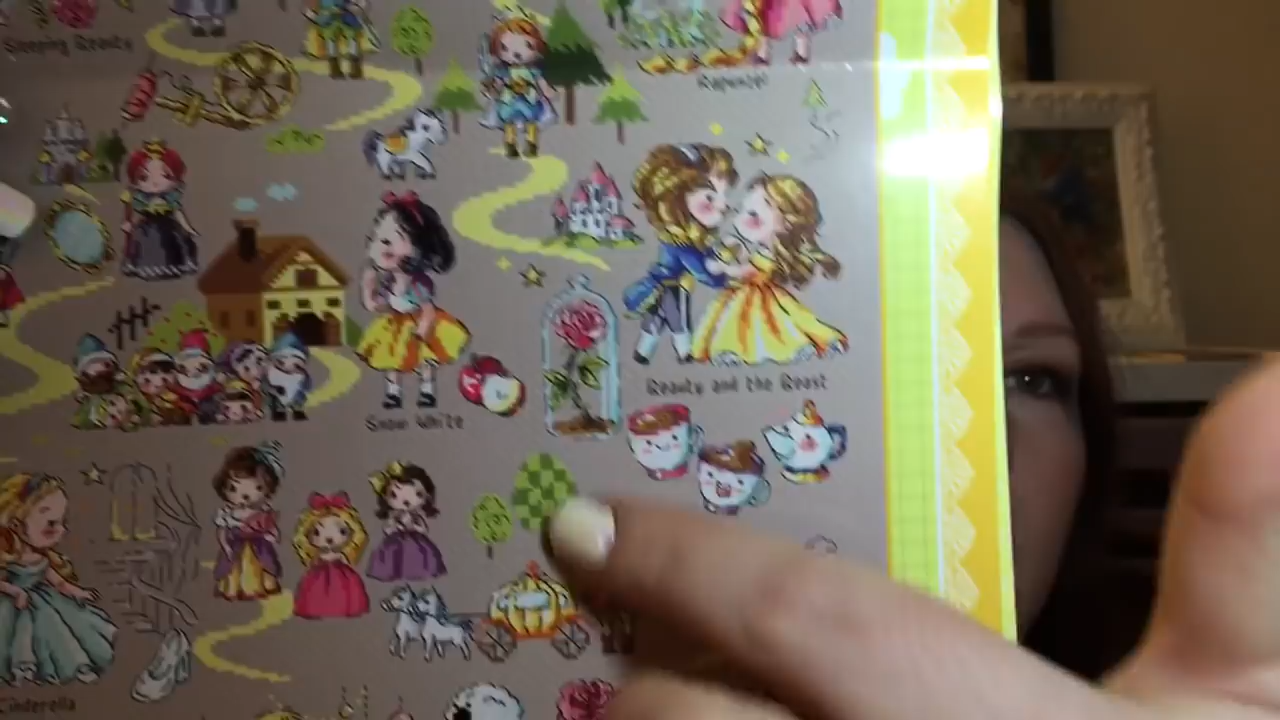 Sleeping Beauty
Rapunzel
Beauty and the Beast
Snow White
Cinderella